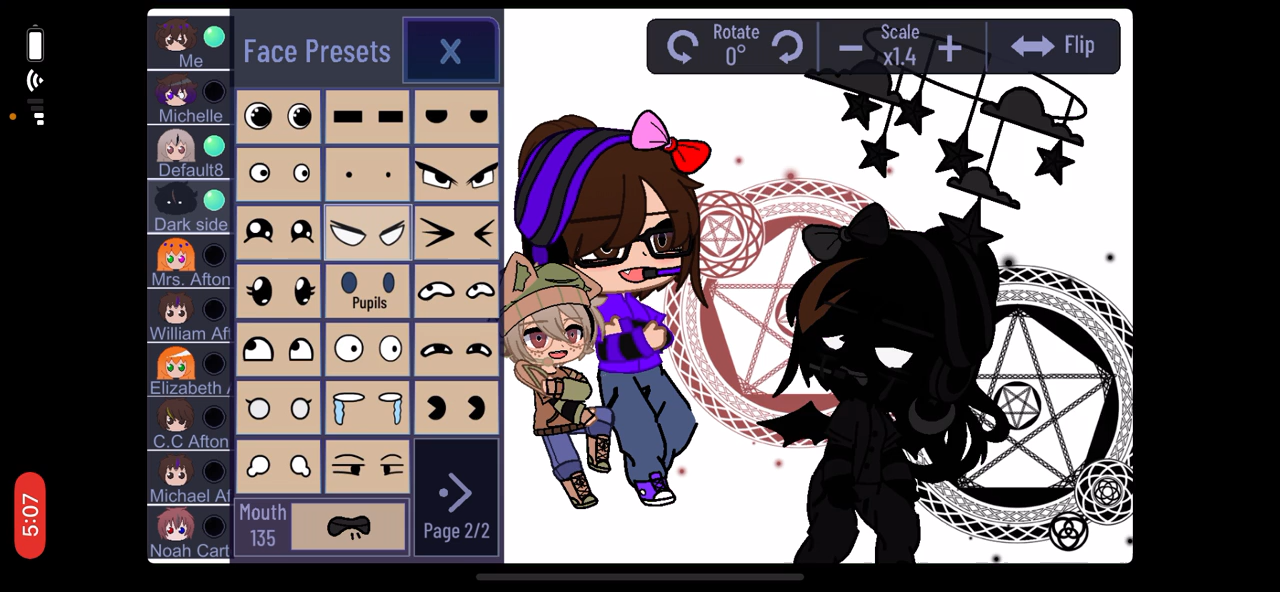 5:07
Me
Michelle
Default8
Dark side
Mrs. Afton
William Aft
Elizabeth A
C.C Afton
Michael Af
Noah Cart
Face Presets
X
Pupils
Mouth
135
Page 2/2
Rotate
0°
Scale
x1.4
Flip